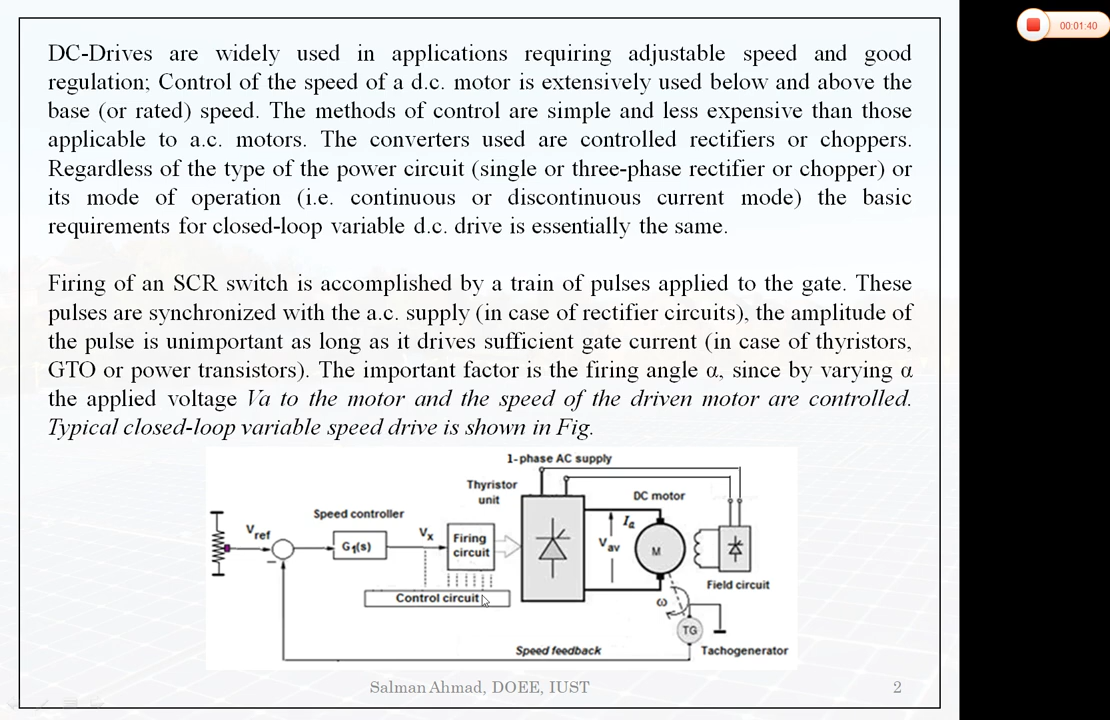 00:01:40
DC-Drives are widely used in applications requiring adjustable speed and good
regulation; Control of the speed of a d.c. motor is extensively used below and above the
base (or rated) speed. The methods of control are simple and less expensive than those
applicable to a.c. motors. The converters used are controlled rectifiers or choppers.
Regardless of the type of the power circuit (single or three-phase rectifier or chopper) or
its mode of operation (i.e. continuous or discontinuous current mode) the basic
requirements for closed-loop variable d.c. drive is essentially the same.
Firing of an SCR switch is accomplished by a train of pulses applied to the gate. These
pulses are synchronized with the a.c. supply (in case of rectifier circuits), the amplitude of
the pulse is unimportant as long as it drives sufficient gate current (in case of thyristors,
GTO or power transistors). The important factor is the firing angle α, since by varying α
the applied voltage Va to the motor and the speed of the driven motor are controlled.
Typical closed-loop variable speed drive is shown in Fig.
1-phase AC supply
Thyristor
unit
DC motor
Speed controller
Vref
−
G1(s)
Vx
Firing
circuit
Control circuit
Ia
Vav
M
Field circuit
ω
TG
Tachogenerator
Speed feedback
Salman Ahmad, DOEE, IUST
2